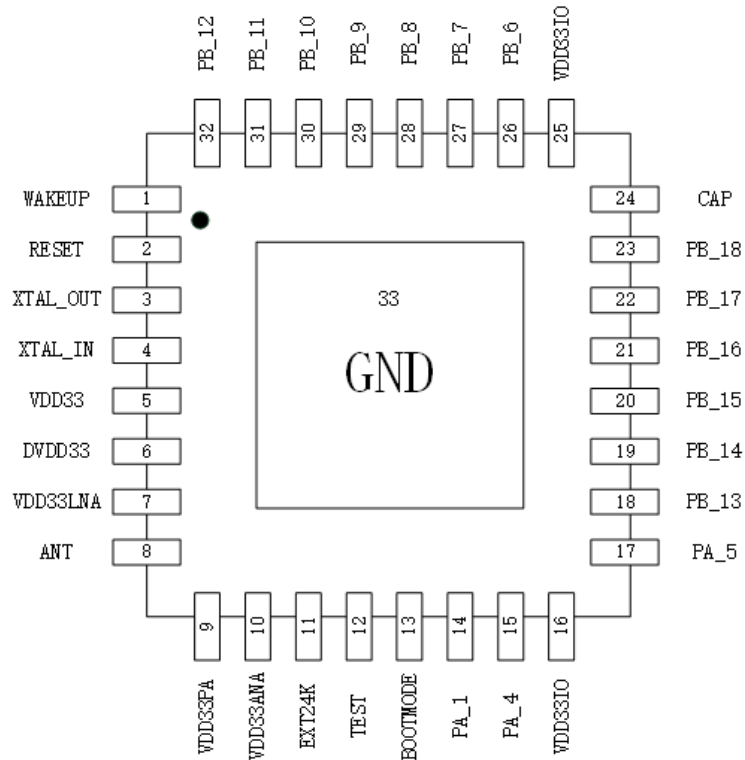 PB_12 PB_11 PB_10 PB_9 PB_8 PB_7 PB_6 VDD33IO
32 31 30 29 28 27 26 25
WAKEUP 1 24 CAP
RESET 2 23 PB_18
XTAL_OUT 3 33 22 PB_17
XTAL_IN 4 GND 21 PB_16
VDD33 5 20 PB_15
DVDD33 6 19 PB_14
VDD33LNA 7 18 PB_13
ANT 8 17 PA_5
9 10 11 12 13 14 15 16
VDD33PA VDD33ANA EXT24K TEST BOOTMODE PA_1 PA_4 VDD33IO